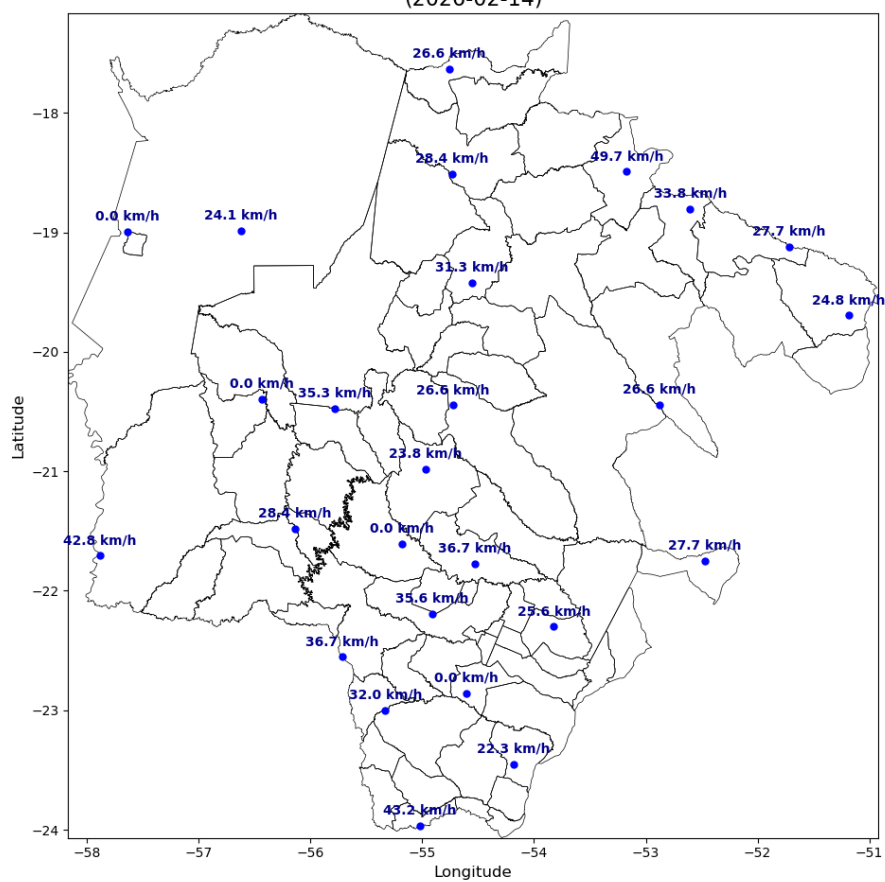 (2026-02-14)
26.6 km/h
28.4 km/h
49.7 km/h
33.8 km/h
0.0 km/h
24.1 km/h
27.7 km/h
31.3 km/h
24.8 km/h
0.0 km/h
35.3 km/h
26.6 km/h
26.6 km/h
23.8 km/h
28.4 km/h
0.0 km/h
42.8 km/h
36.7 km/h
27.7 km/h
35.6 km/h
25.6 km/h
36.7 km/h
0.0 km/h
32.0 km/h
22.3 km/h
43.2 km/h
−18
−19
−20
−21
−22
−23
−24
Latitude
−58 −57 −56 −55 −54 −53 −52 −51
Longitude